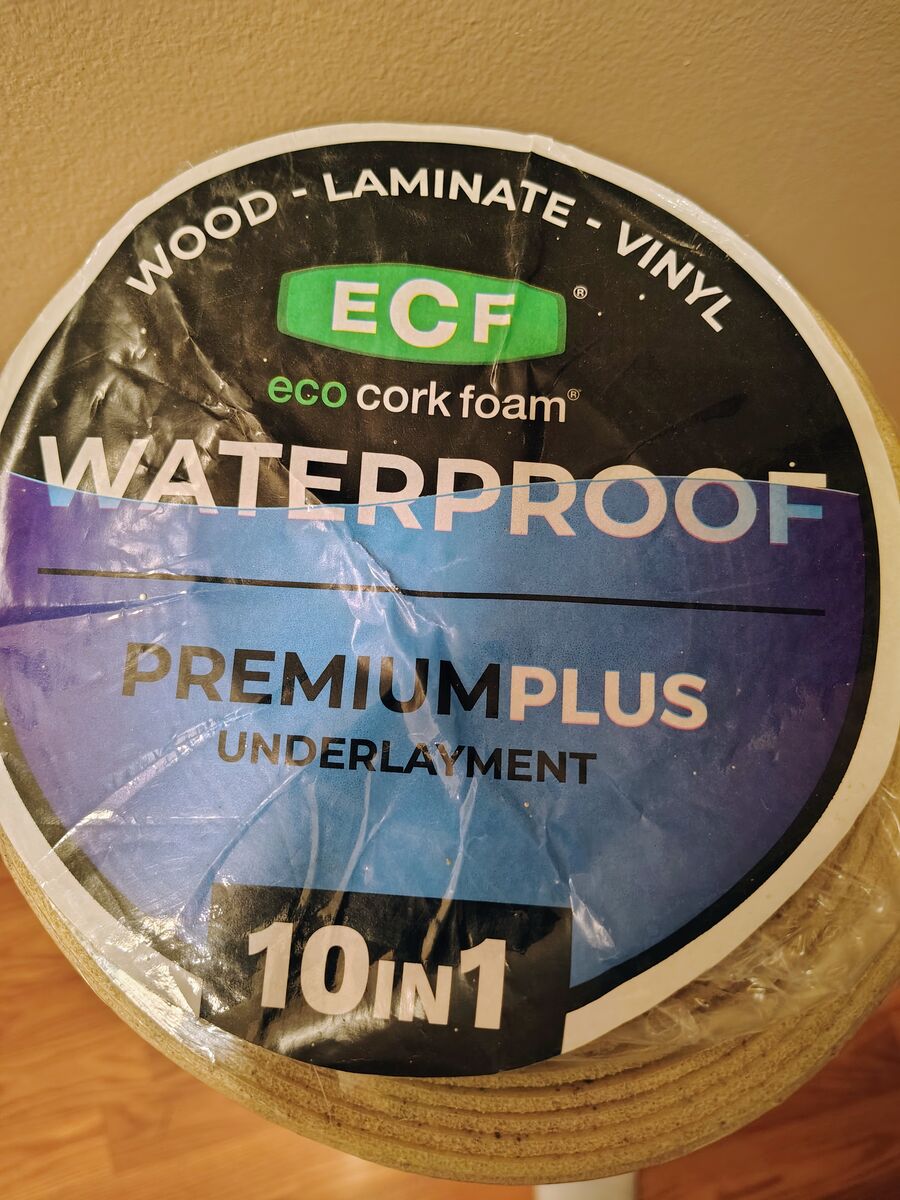 WOOD - LAMINATE - VINYL
ECF®
eco cork foam®
WATERPROOF
PREMIUMPLUS
UNDERLAYMENT
10IN1